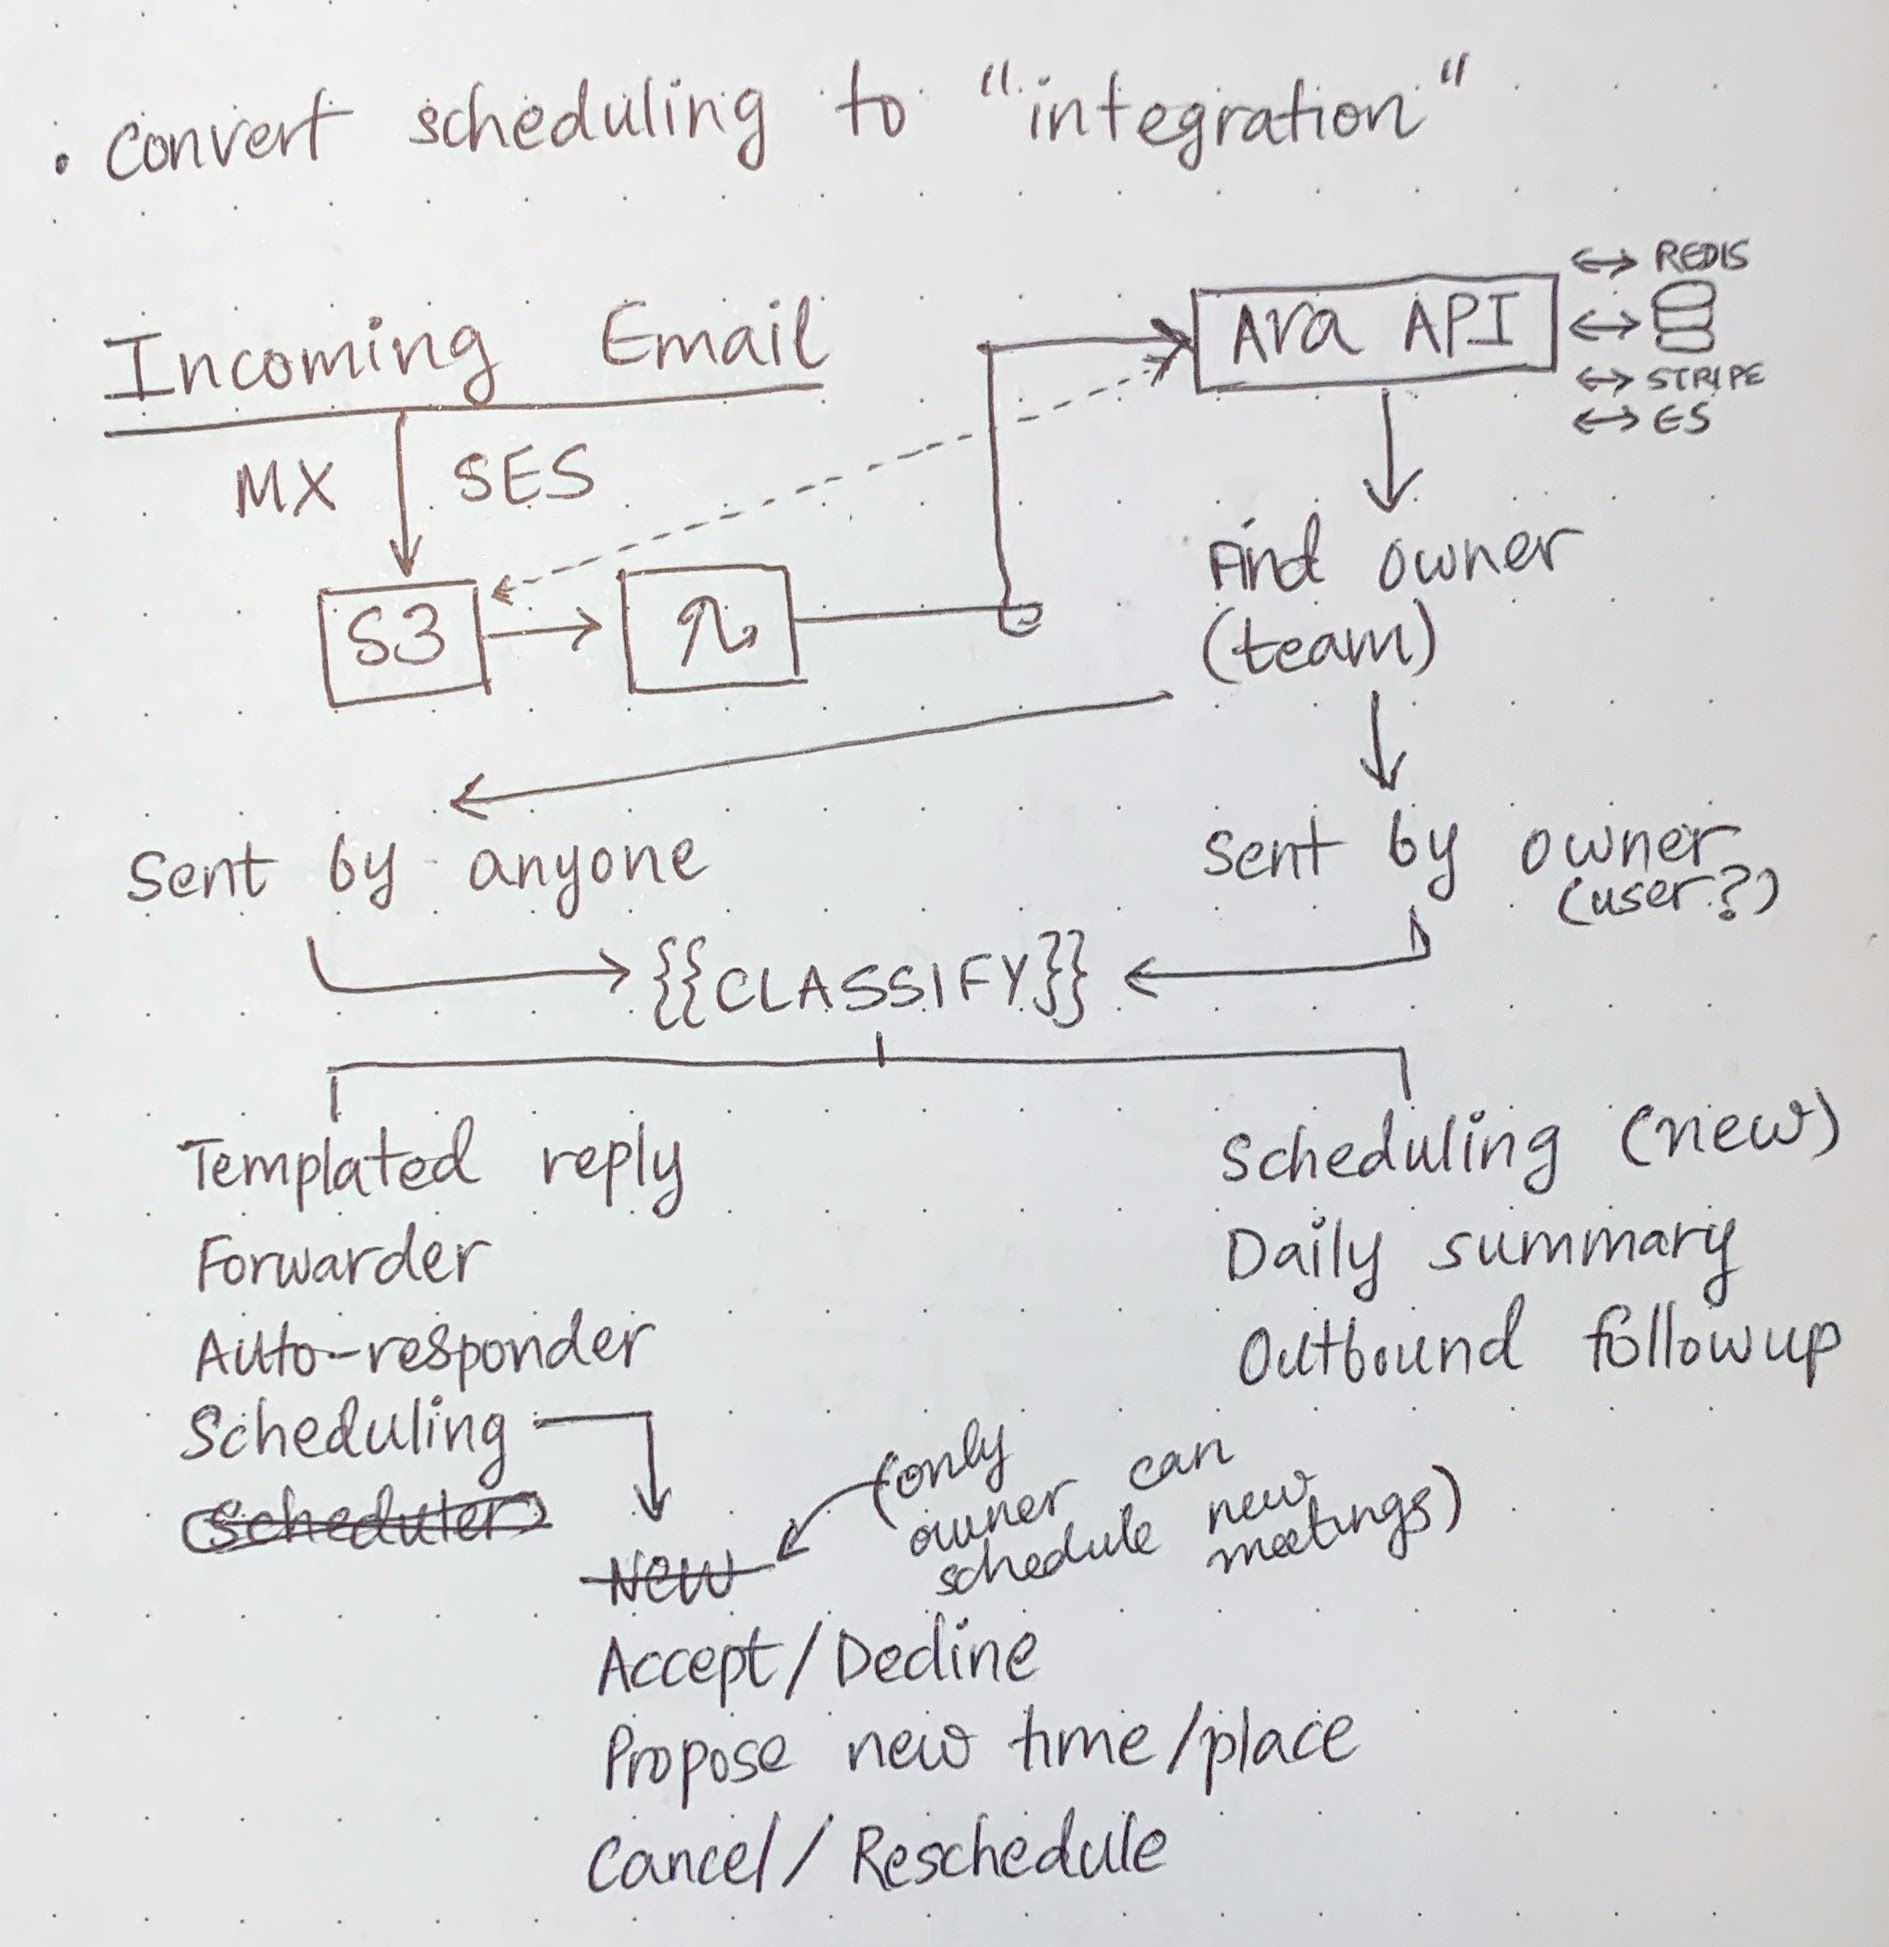 . Convert scheduling to "integration"
Incoming Email
MX SES
S3
Ara API
REDIS
STRIPE
ES
Find owner
(team)
Sent by anyone
Sent by owner
(user?)
{{CLASSIFY}}
Templated reply
Forwarder
Auto-responder
Scheduling
(Scheduler)
Scheduling (new)
Daily summary
Outbound followup
(only
owner can
schedule new
meetings)
New
Accept/Decline
Propose new time/place
Cancel/Reschedule